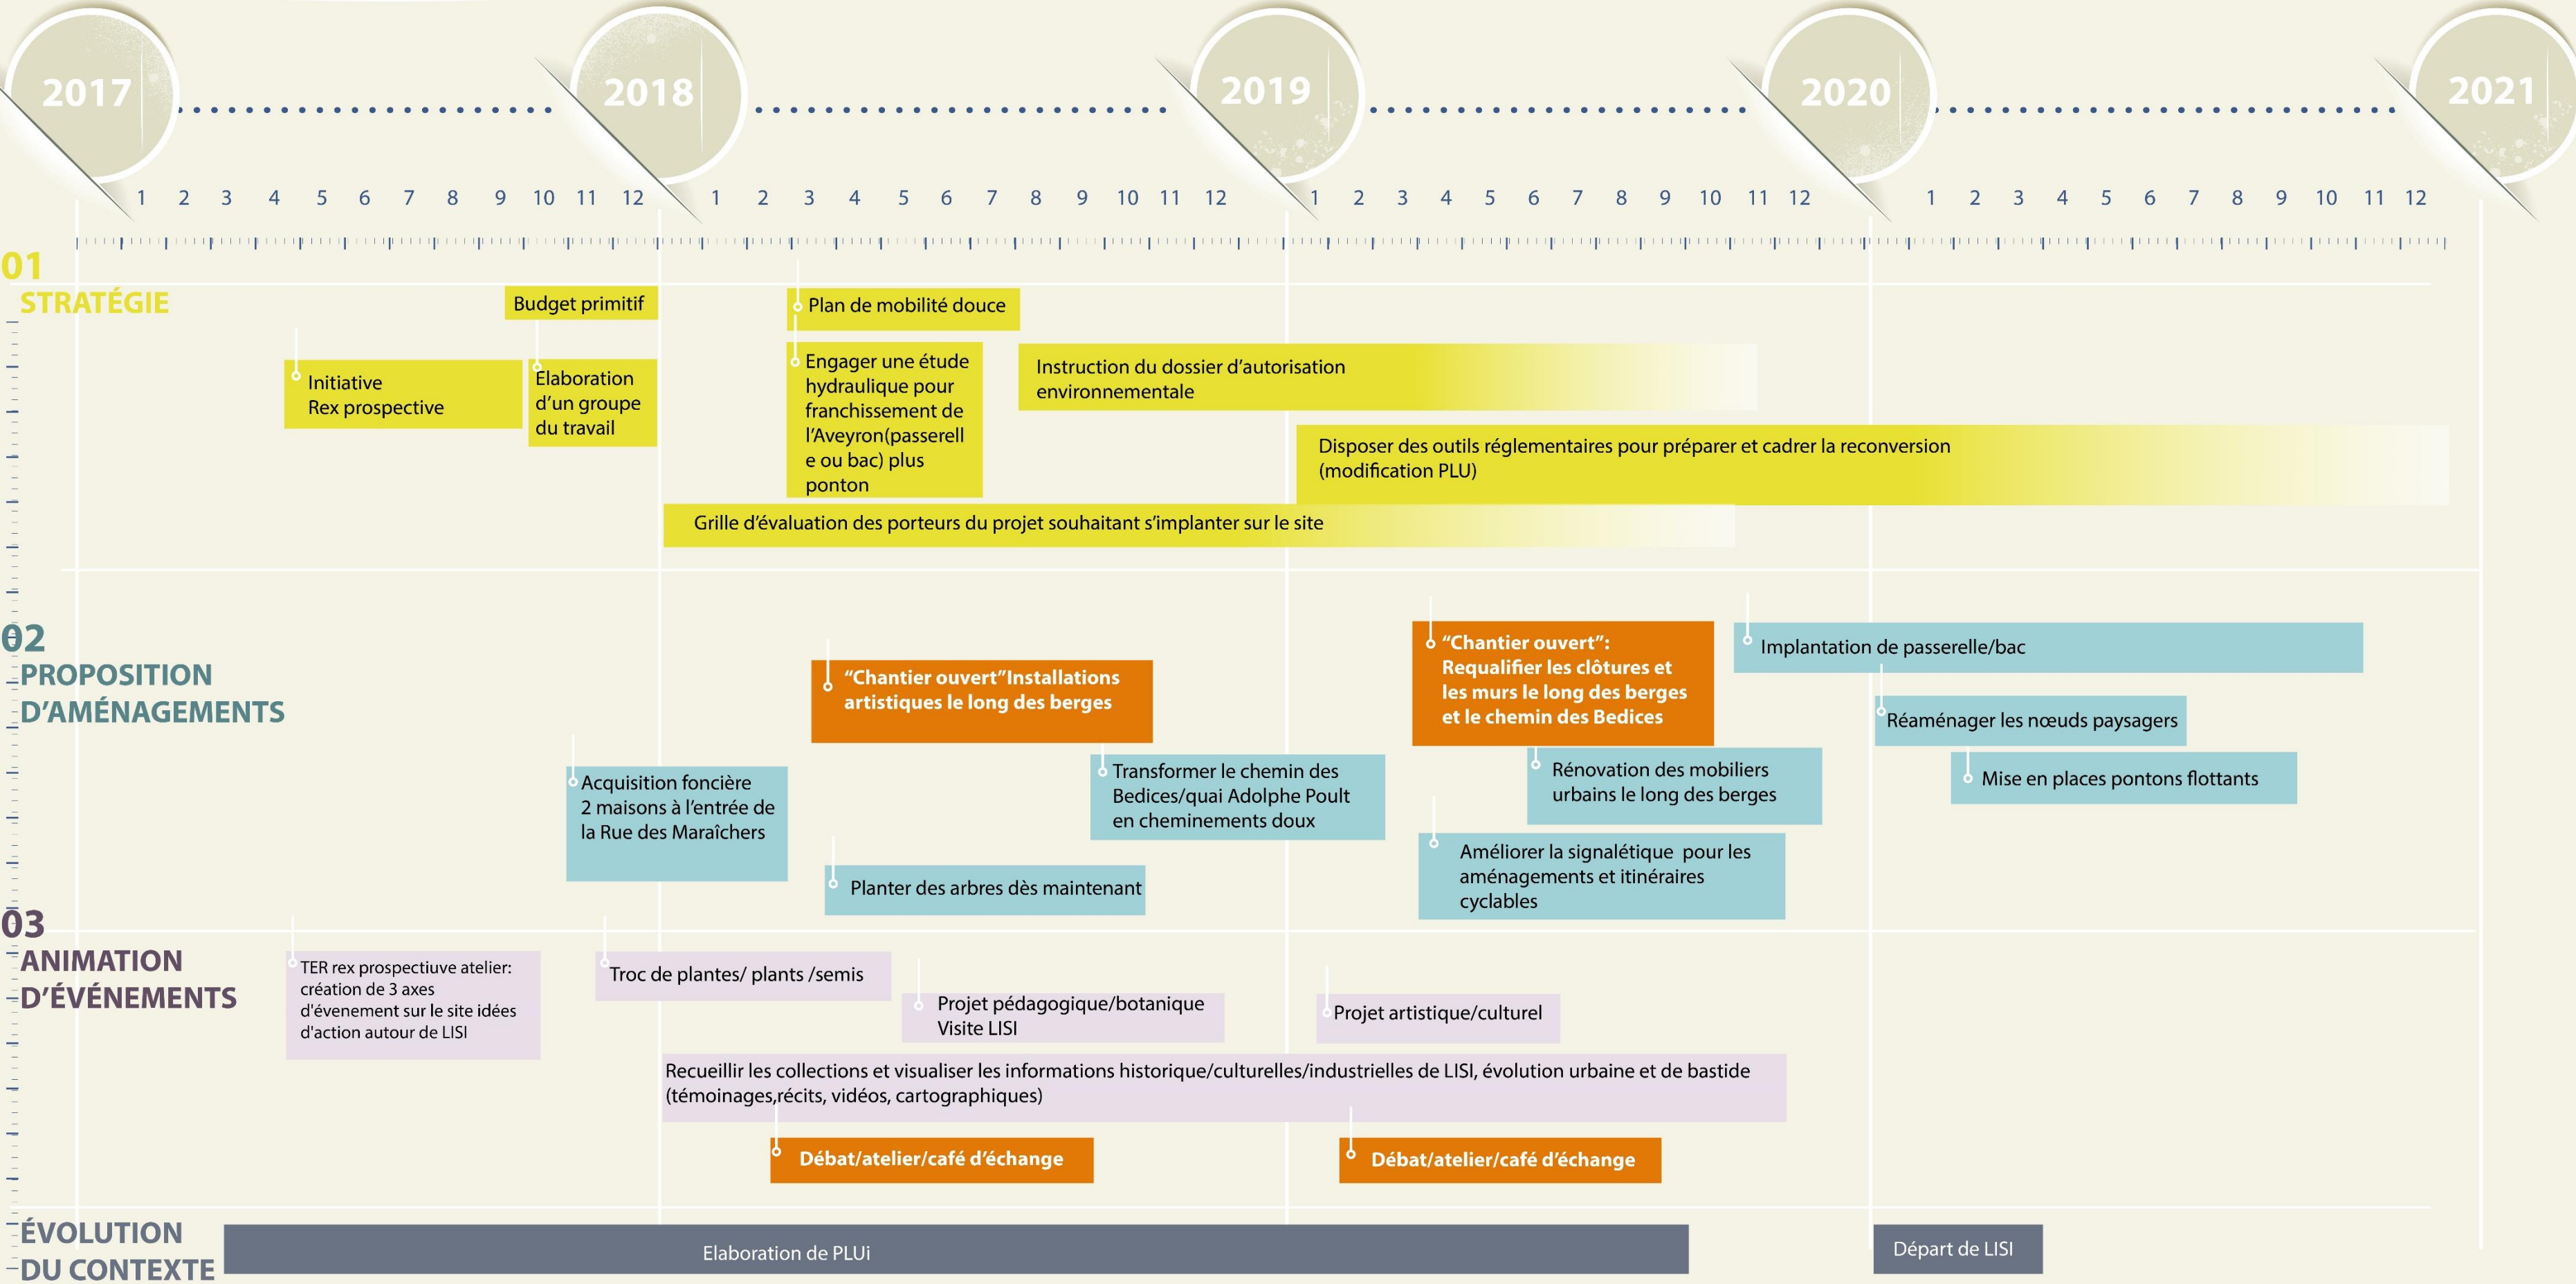 2017
2018
2019
2020
2021
1 2 3 4 5 6 7 8 9 10 11 12 1 2 3 4 5 6 7 8 9 10 11 12 1 2 3 4 5 6 7 8 9 10 11 12 1 2 3 4 5 6 7 8 9 10 11 12
01
STRATÉGIE
Budget primitif
Initiative
Rex prospective
Elaboration
d’un groupe
du travail
Plan de mobilité douce
Engager une étude
hydraulique pour
franchissement de
l’Aveyron(passerell
e ou bac) plus
ponton
Instruction du dossier d’autorisation
environnementale
Disposer des outils réglementaires pour préparer et cadrer la reconversion
(modification PLU)
Grille d’évaluation des porteurs du projet souhaitant s’implanter sur le site
02
PROPOSITION
D’AMÉNAGEMENTS
“Chantier ouvert”Installations
artistiques le long des berges
“Chantier ouvert”:
Requalifier les clôtures et
les murs le long des berges
et le chemin des Bedices
Implantation de passerelle/bac
Réaménager les nœuds paysagers
Mise en places pontons flottants
Acquisition foncière
2 maisons à l’entrée de
la Rue des Maraîchers
Transformer le chemin des
Bedices/quai Adolphe Poult
en cheminements doux
Rénovation des mobiliers
urbains le long des berges
Planter des arbres dès maintenant
Améliorer la signalétique  pour les
aménagements et itinéraires
cyclables
03
ANIMATION
D’ÉVÉNEMENTS
TER rex prospectiuve atelier:
création de 3 axes
d'évenement sur le site idées
d'action autour de LISI
Troc de plantes/ plants /semis
Projet pédagogique/botanique
Visite LISI
Projet artistique/culturel
Recueillir les collections et visualiser les informations historique/culturelles/industrielles de LISI, évolution urbaine et de bastide
(témoinages,récits, vidéos, cartographiques)
Débat/atelier/café d’échange
Débat/atelier/café d’échange
ÉVOLUTION
DU CONTEXTE
Elaboration de PLUi
Départ de LISI